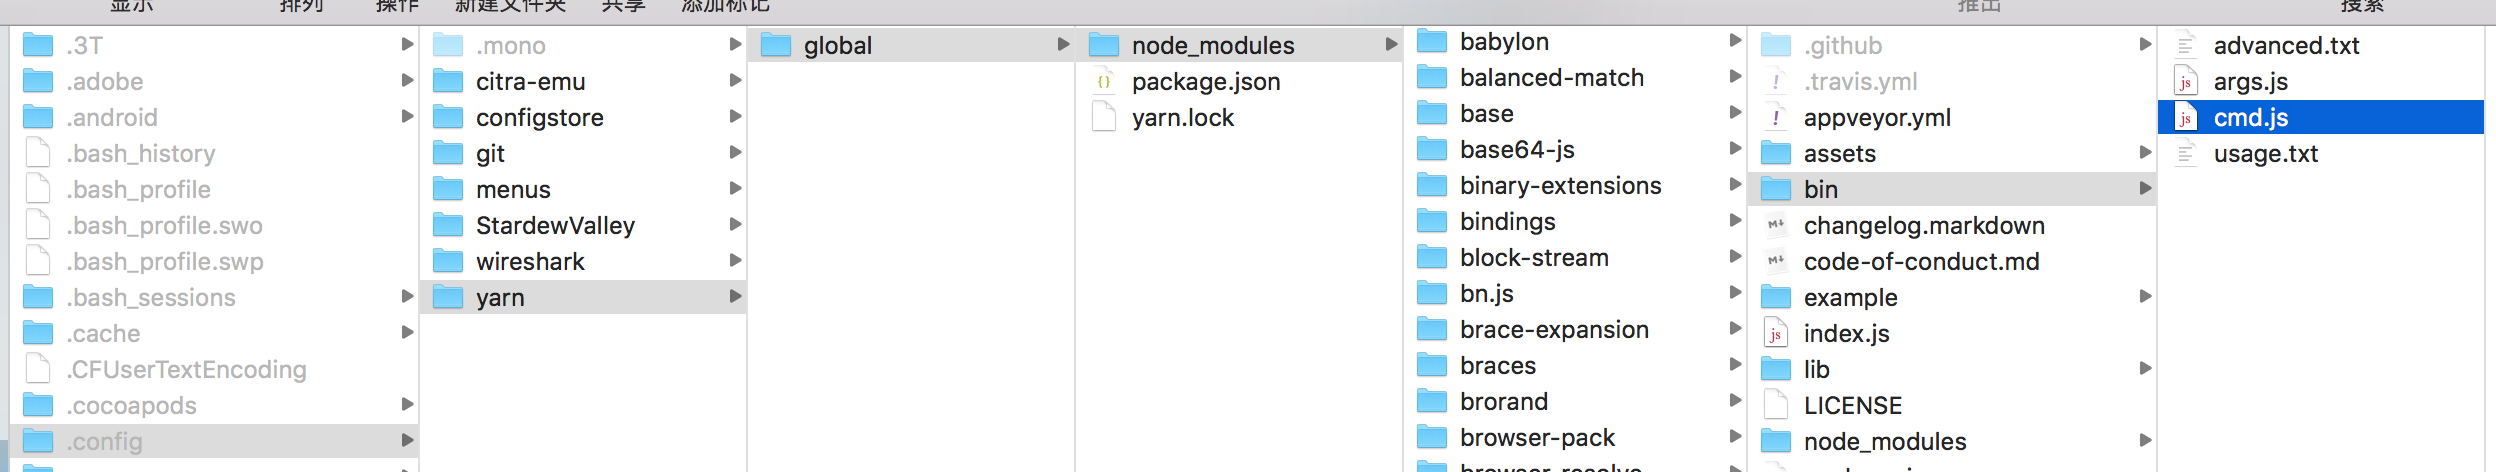 显示
排列
操作
新建文件夹
共享
添加标记
推出
搜索
.3T
.adobe
.android
.bash_history
.bash_profile
.bash_profile.swo
.bash_profile.swp
.bash_sessions
.cache
.CFUserTextEncoding
.cocoapods
.config
.mono
citra-emu
configstore
git
menus
StardewValley
wireshark
yarn
global
node_modules
package.json
yarn.lock
babylon
balanced-match
base
base64-js
binary-extensions
bindings
block-stream
bn.js
brace-expansion
braces
brorand
browser-pack
browser-resolve
.github
.travis.yml
appveyor.yml
assets
bin
changelog.markdown
code-of-conduct.md
example
index.js
lib
LICENSE
node_modules
advanced.txt
args.js
cmd.js
usage.txt